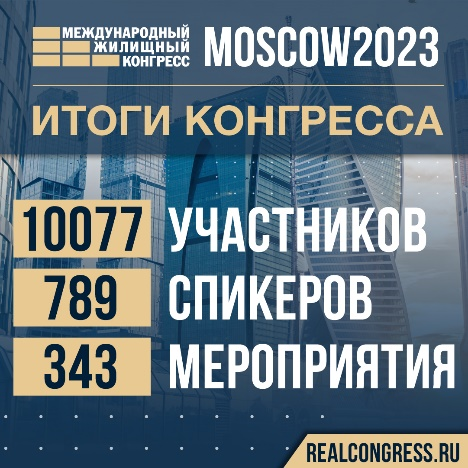 МЕЖДУНАРОДНЫЙ
ЖИЛИЩНЫЙ
КОНГРЕСС
MOSCOW2023
ИТОГИ КОНГРЕССА
10077 УЧАСТНИКОВ
789 СПИКЕРОВ
343 МЕРОПРИЯТИЯ
REALCONGRESS.RU